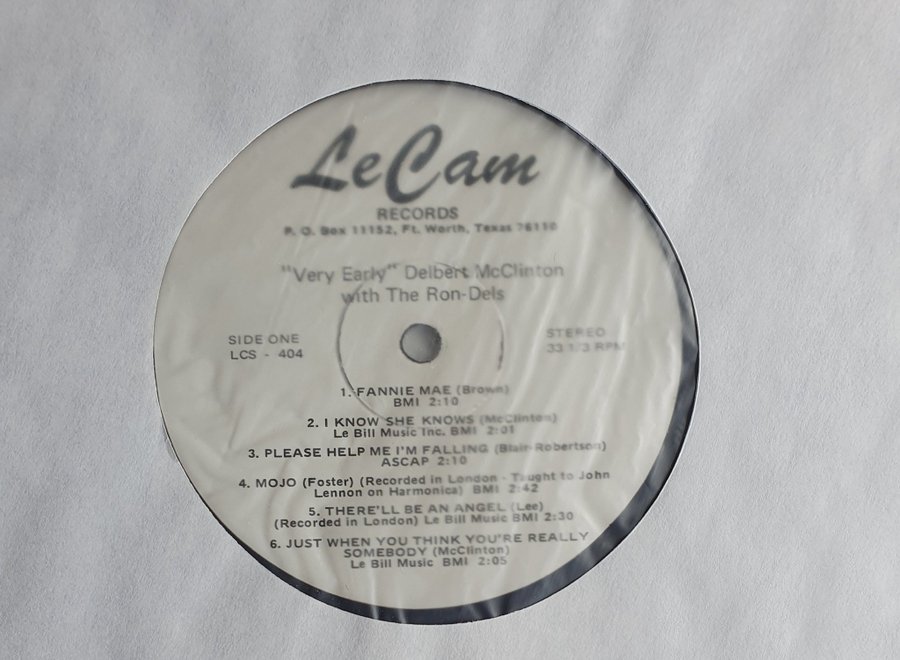 LeCam
RECORDS
P. O. Box 11152, Ft. Worth, Texas 76110
"Very Early" Delbert McClinton
with The Ron-Dels
SIDE ONE
LCS - 404
STEREO
33 1/3 RPM
1. FANNIE MAE (Brown)
BMI 2:10
2. I KNOW SHE KNOWS (McClinton)
Le Bill Music Inc. BMI 2:01
3. PLEASE HELP ME I'M FALLING (Blair-Robertson)
ASCAP 2:10
4. MOJO (Foster) (Recorded in London - Taught to John
Lennon on Harmonica) BMI 2:42
5. THERE'LL BE AN ANGEL (Lee)
(Recorded in London) Le Bill Music BMI 2:30
6. JUST WHEN YOU THINK YOU'RE REALLY
SOMEBODY (McClinton)
Le Bill Music BMI 2:05